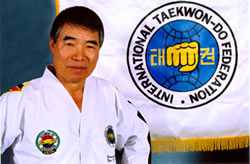 INTERNATIONAL TAEKWON-DO FEDERATION
태 권